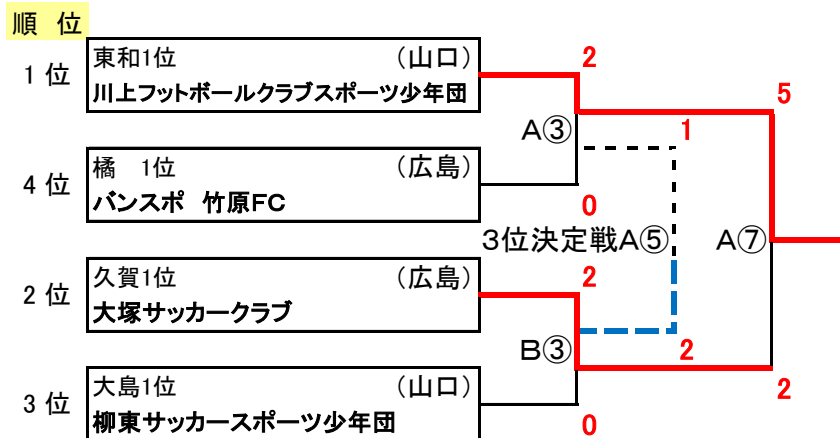 順 位
1 位
東和1位 (山口)
川上フットボールクラブスポーツ少年団
2
5
A③
1
4 位
橘 1位 (広島)
バンスポ 竹原FC
0
3位決定戦A⑤
A⑦
2 位
久賀1位 (広島)
大塚サッカークラブ
2
B③
2
3 位
大島1位 (山口)
柳東サッカースポーツ少年団
0
2